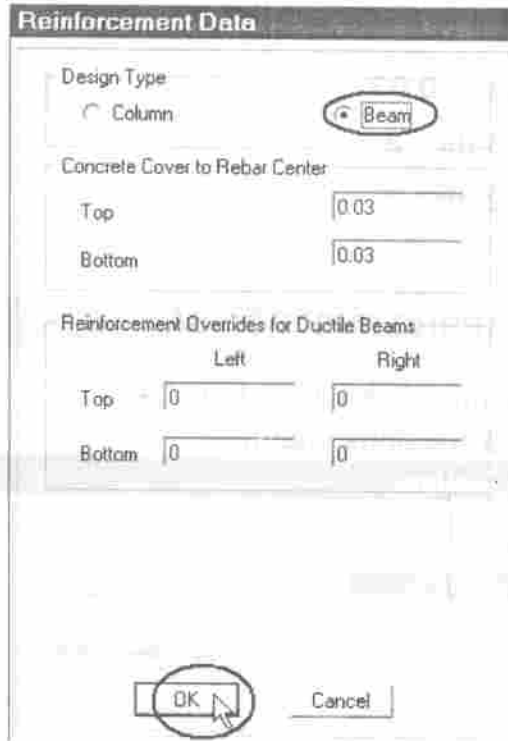 Reinforcement Data
Design Type
Column Beam
Concrete Cover to Rebar Center
Top 0.03
Bottom 0.03
Reinforcement Overrides for Ductile Beams
Left Right
Top 0 0
Bottom 0 0
OK Cancel